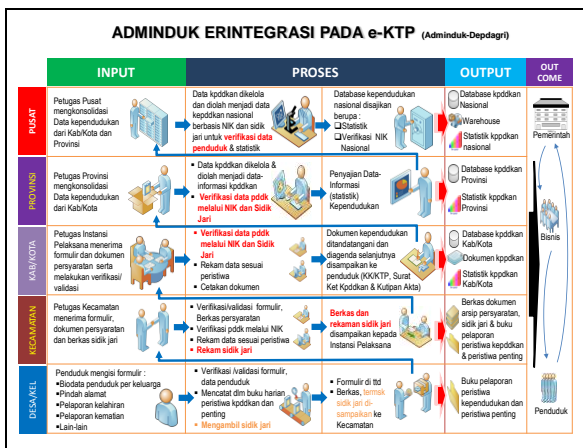 ADMINDUK ERINTEGRASI PADA e-KTP (Adminduk-Depdagri)
INPUT
PROSES
OUTPUT
OUT
COME
PUSAT
Petugas Pusat
mengkonsolidasi
Data kependudukan
dari Kab/Kota dan
Provinsi
Data kpddkan dikelola
dan diolah menjadi data
kepddkan nasional
berbasis NIK dan sidik
jari untuk verifikasi data
penduduk & statistik
Database kependudukan
nasional disajikan
berupa :
❑Statistik
❑Verifikasi NIK
Nasional
Database
kppdkan
Nasional
Warehouse
Statistik kppdkan
nasional
Pemerintah
PROVINSI
Petugas Provinsi
mengkonsolidasi
Data kependudukan
dari Kab/Kota
▪ Data kpddkan dikelola &
diolah menjadi data-
informasi kpddkan
▪ Verifikasi data pddk
melalui NIK dan Sidik
Jari
Penyajian Data-
Informasi
(statistik)
Kependudukan
Database
kppdkan
Provinsi
Statistik kppdkan
Provinsi
Bisnis
KAB/KOTA
Petugas Instansi
Pelaksana menerima
formulir dan dokumen
persyaratan serta
melakukan verifikasi/
validasi
▪ Verifikasi data pddk
melalui NIK dan Sidik
Jari
▪ Rekam data sesuai
peristiwa
▪ Cetakan dokumen
Dokumen kependudukan
ditandatangani dan
diagenda selanjutnya
disampaikan ke
penduduk (KK/KTP, Surat
Ket Kppdkan & Kutipan Akta)
Database kppdkan
Kab/Kota
Dokumen kppdkan
Statistik kppdkan
Kab/Kota
KECAMATAN
Petugas Kecamatan
menerima formulir,
dokumen persyaratan
dan berkas sidik jari
▪ Verifikasi/validasi formulir,
Berkas persyaratan
▪ Verifikasi pddk melalui NIK
▪ Rekam data sesuai peristiwa
▪ Rekam sidik jari
Berkas dan
rekaman sidik jari
disampaikan kepada
Instansi Pelaksana
Berkas dokumen
arsip persyaratan,
sidik jari & buku
pelaporan
peristiwa kepddkan
& peristiwa penting
DESA/KEL
Penduduk mengisi formulir :
▪Biodata penduduk per keluarga
▪Pindah alamat
▪Pelaporan kelahiran
▪Pelaporan kematian
▪Lain-lain
▪ Verifikasi /validasi formulir,
data penduduk
▪ Mencatat dlm buku harian
peristiwa kpddkan dan
penting
▪ Mengambil sidik jari
▪ Formulir di ttd
▪ Berkas, termsk
sidik jari di-
sampaikan ke
Kecamatan
Buku pelaporan
peristiwa
kependudukan dan
peristiwa penting
Penduduk